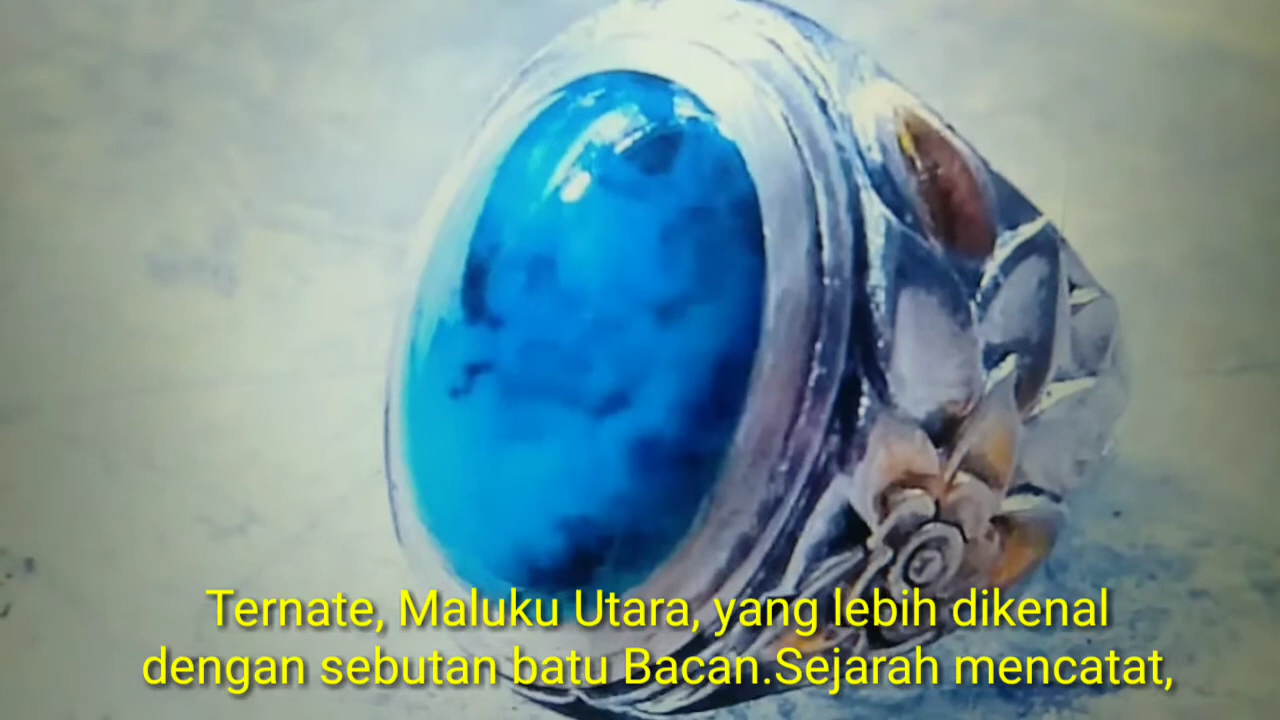 Ternate, Maluku Utara, yang lebih dikenal
dengan sebutan batu Bacan.Sejarah mencatat,